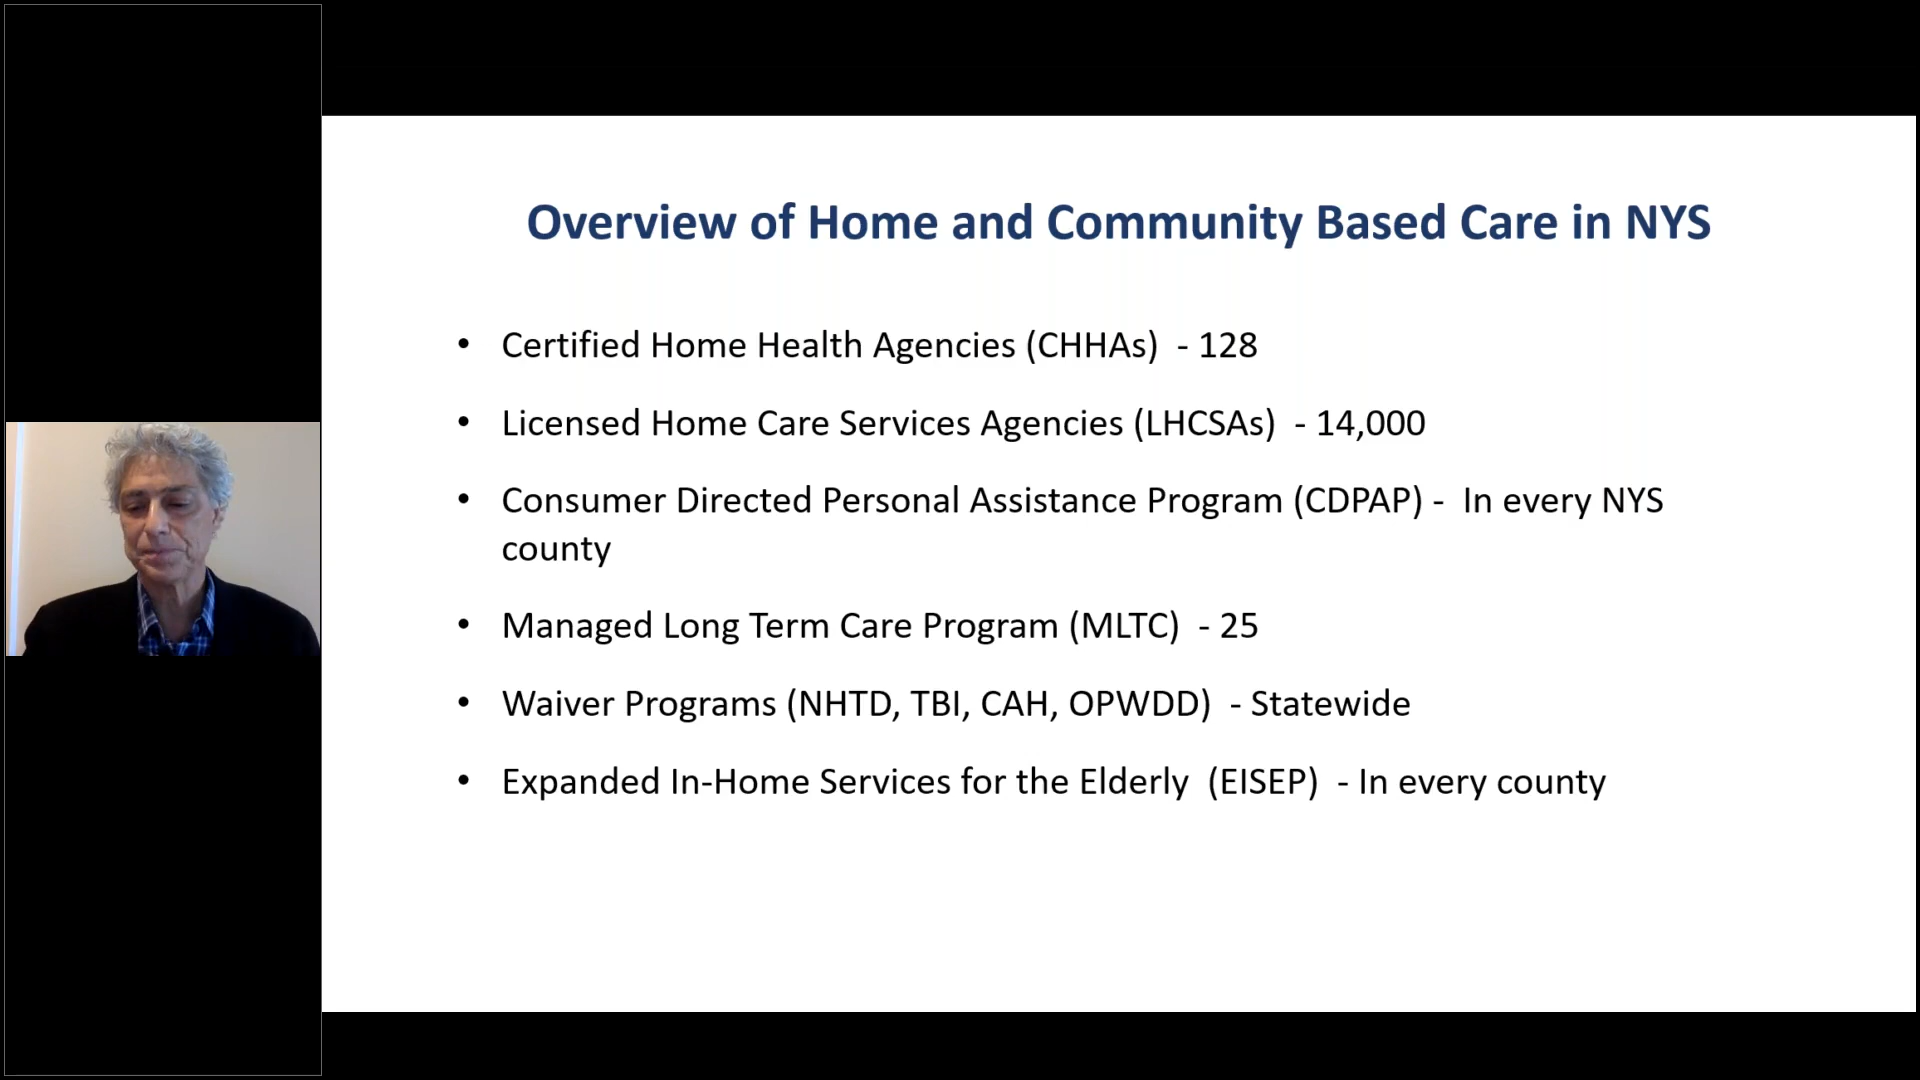 Overview of Home and Community Based Care in NYS
• Certified Home Health Agencies (CHHAs)  - 128
• Licensed Home Care Services Agencies (LHCSAs)  - 14,000
• Consumer Directed Personal Assistance Program (CDPAP) -  In every NYS
county
• Managed Long Term Care Program (MLTC)  - 25
• Waiver Programs (NHTD, TBI, CAH, OPWDD)  - Statewide
• Expanded In-Home Services for the Elderly  (EISEP)  - In every county